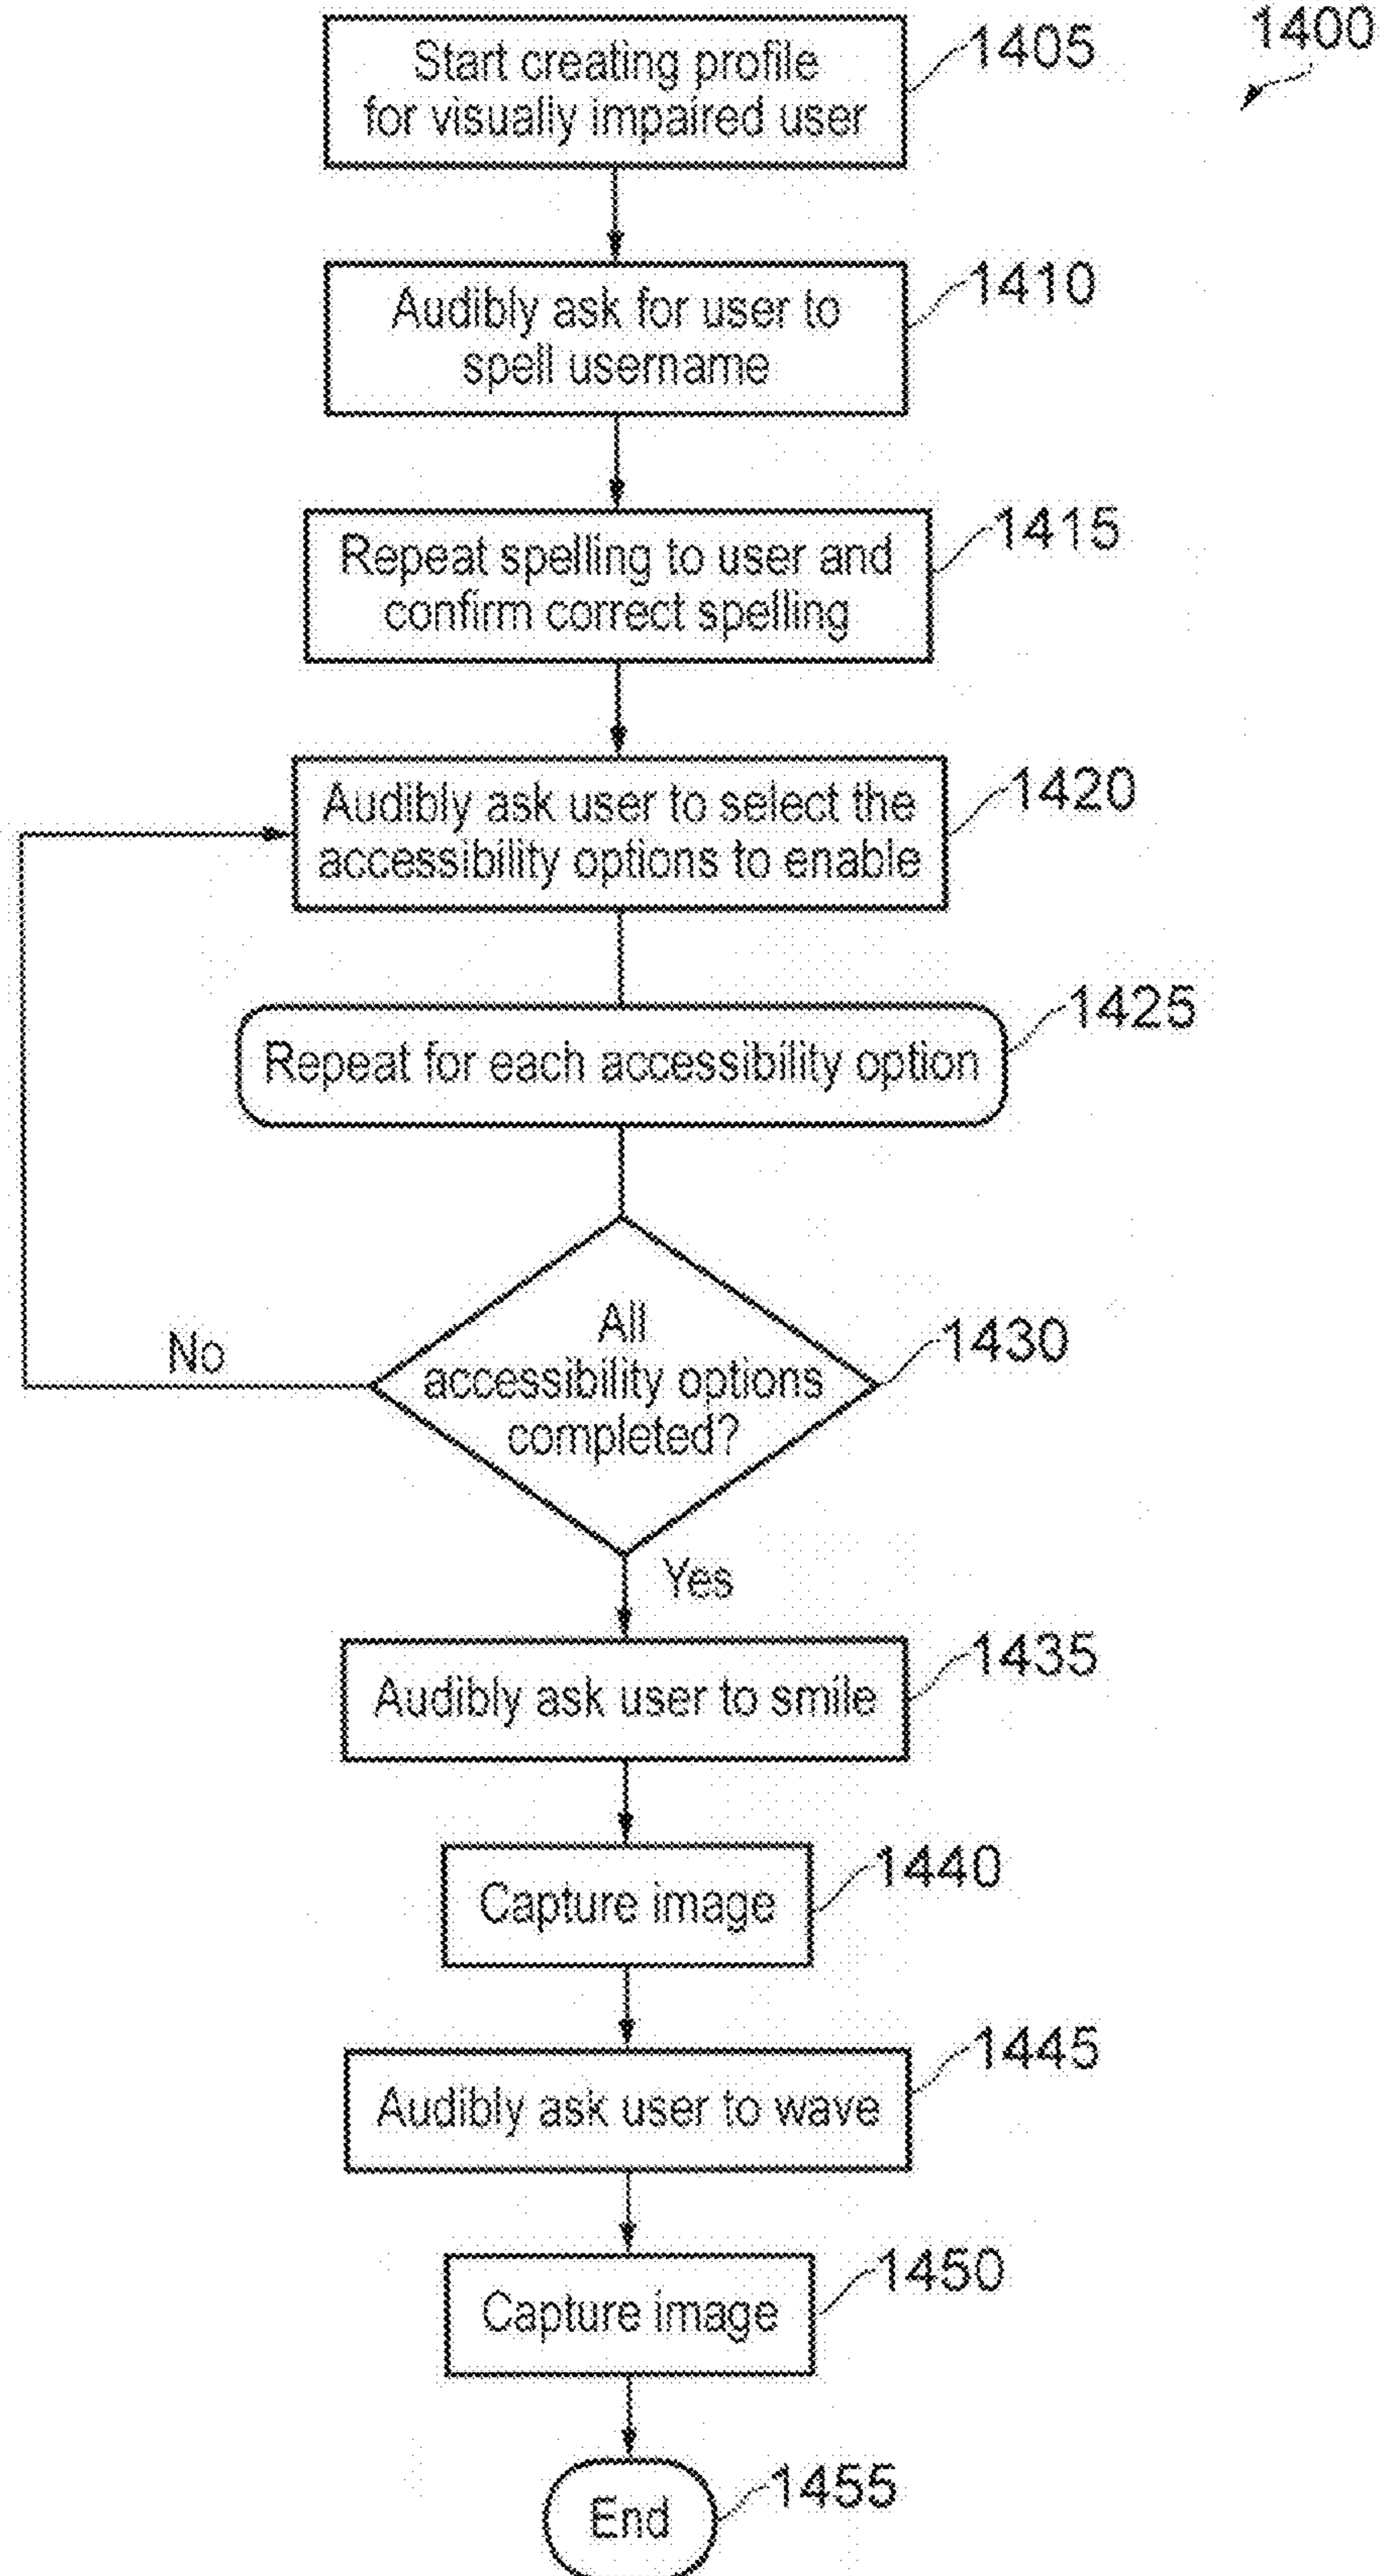 1400
Start creating profile
for visually impaired user
1405
Audibly ask for user to
spell username
1410
Repeat spelling to user and
confirm correct spelling
1415
Audibly ask user to select the
accessibility options to enable
1420
Repeat for each accessibility option
1425
All
accessibility options
completed?
1430
No
Yes
Audibly ask user to smile
1435
Capture image
1440
Audibly ask user to wave
1445
Capture image
1450
End
1455